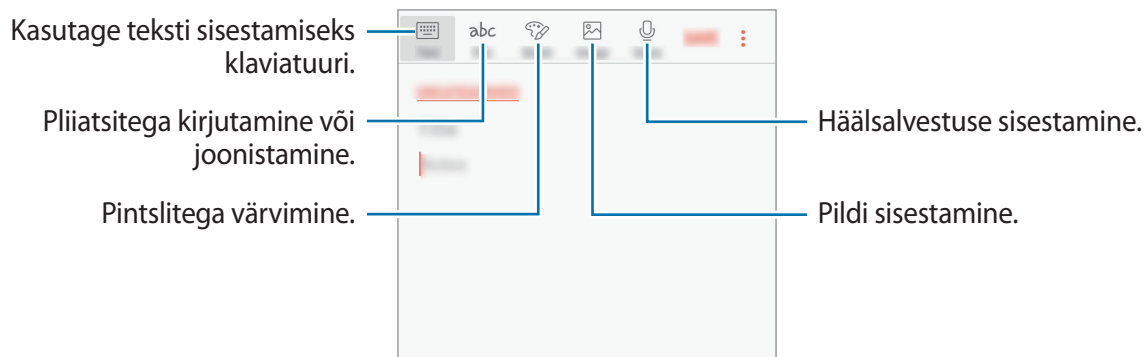 Kasutage teksti sisestamiseks
klaviatuuri.
abc
Pliiatsitega kirjutamine või
joonistamine.
Häälsalvestuse sisestamine.
Pintslitega värvimine.
Pildi sisestamine.